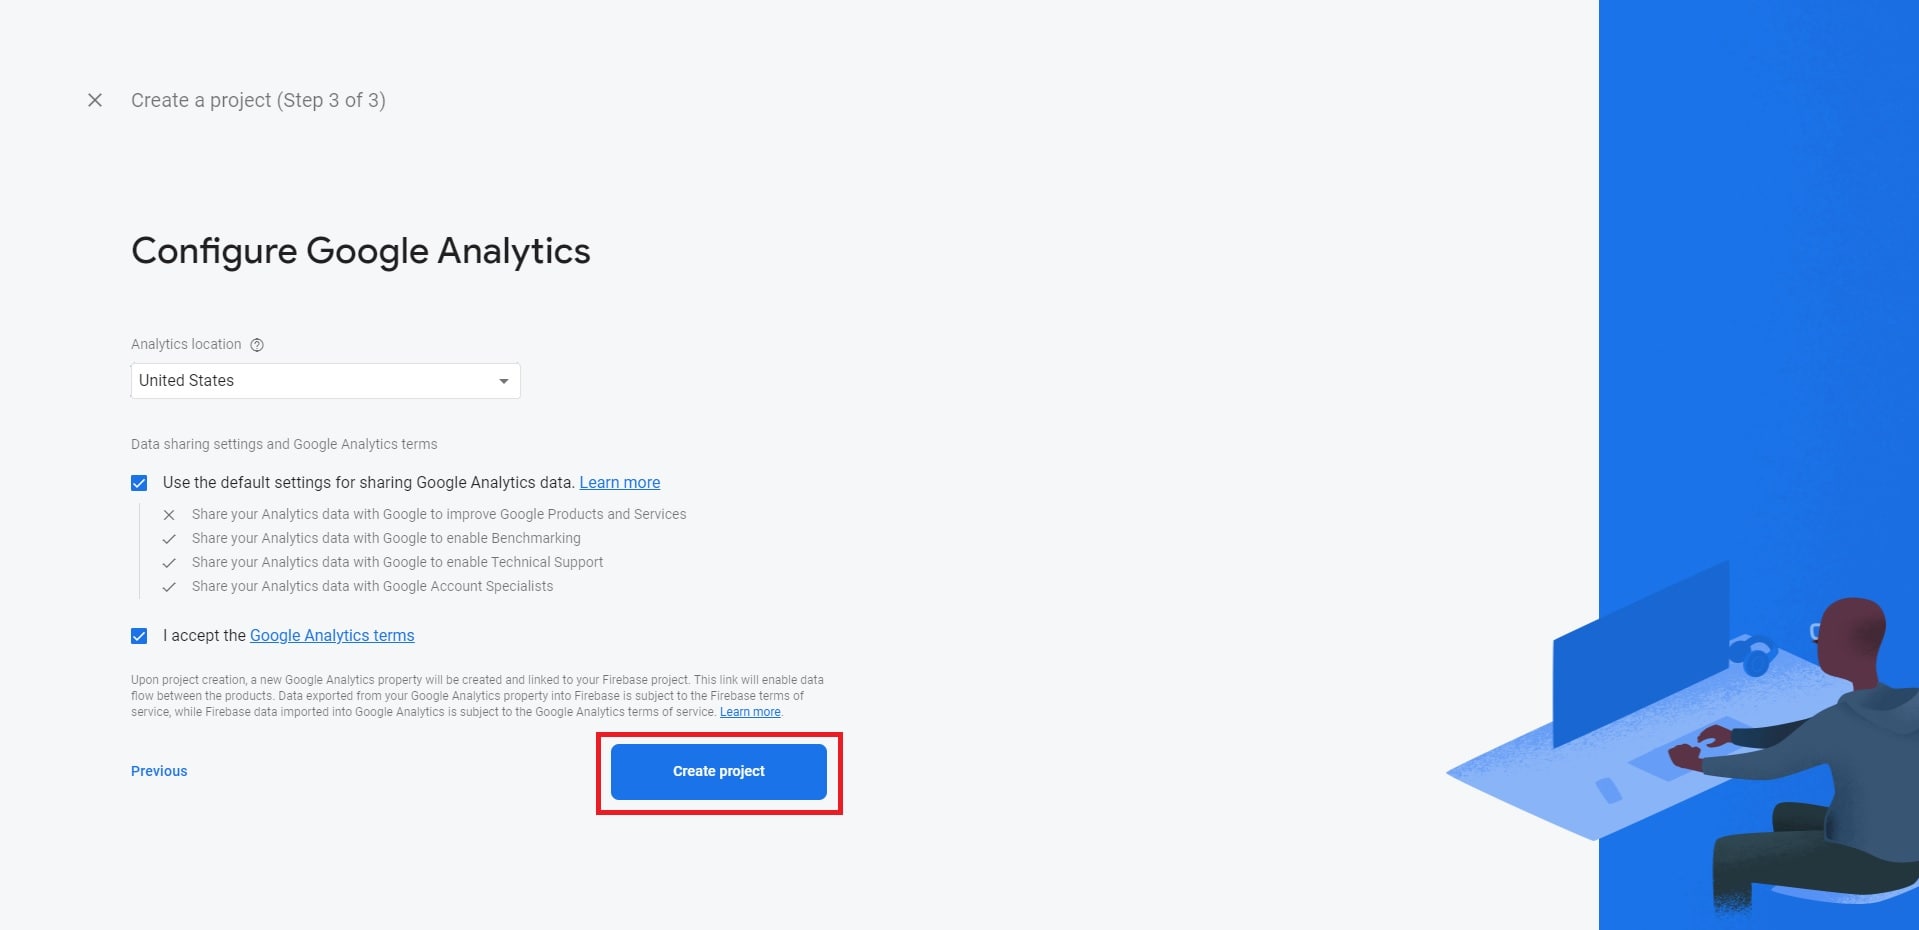 Create a project (Step 3 of 3)
Configure Google Analytics
Analytics location
United States
Data sharing settings and Google Analytics terms
Use the default settings for sharing Google Analytics data. Learn more
Share your Analytics data with Google to improve Google Products and Services
Share your Analytics data with Google to enable Benchmarking
Share your Analytics data with Google to enable Technical Support
Share your Analytics data with Google Account Specialists
I accept the Google Analytics terms
Upon project creation, a new Google Analytics property will be created and linked to your Firebase project. This link will enable data
flow between the products. Data exported from your Google Analytics property into Firebase is subject to the Firebase terms of
service, while Firebase data imported into Google Analytics is subject to the Google Analytics terms of service. Learn more.
Previous
Create project